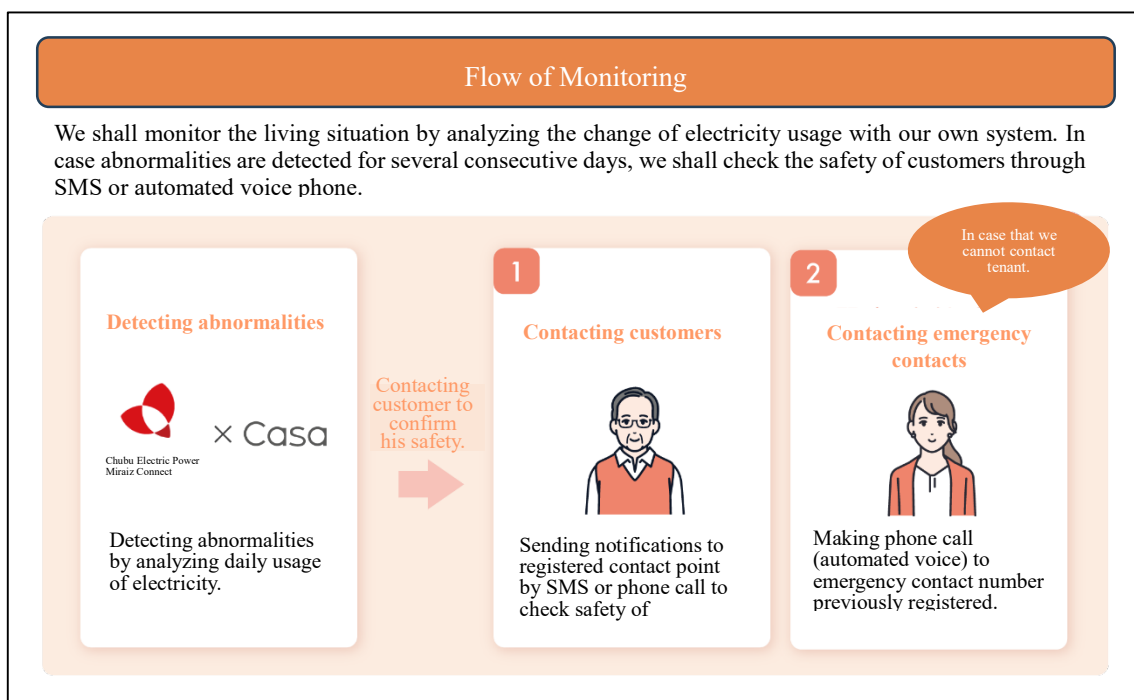 Flow of Monitoring
We shall monitor the living situation by analyzing the change of electricity usage with our own system. In
case abnormalities are detected for several consecutive days, we shall check the safety of customers through
SMS or automated voice phone.
In case that we
cannot contact
tenant.
Detecting abnormalities
× Casa
Chubu Electric Power
Miraiz Connect
Detecting abnormalities
by analyzing daily usage
of electricity.
Contacting
customer to
confirm
his safety.
1
Contacting customers
Sending notifications to
registered contact point
by SMS or phone call to
check safety of
2
Contacting emergency
contacts
Making phone call
(automated voice) to
emergency contact number
previously registered.